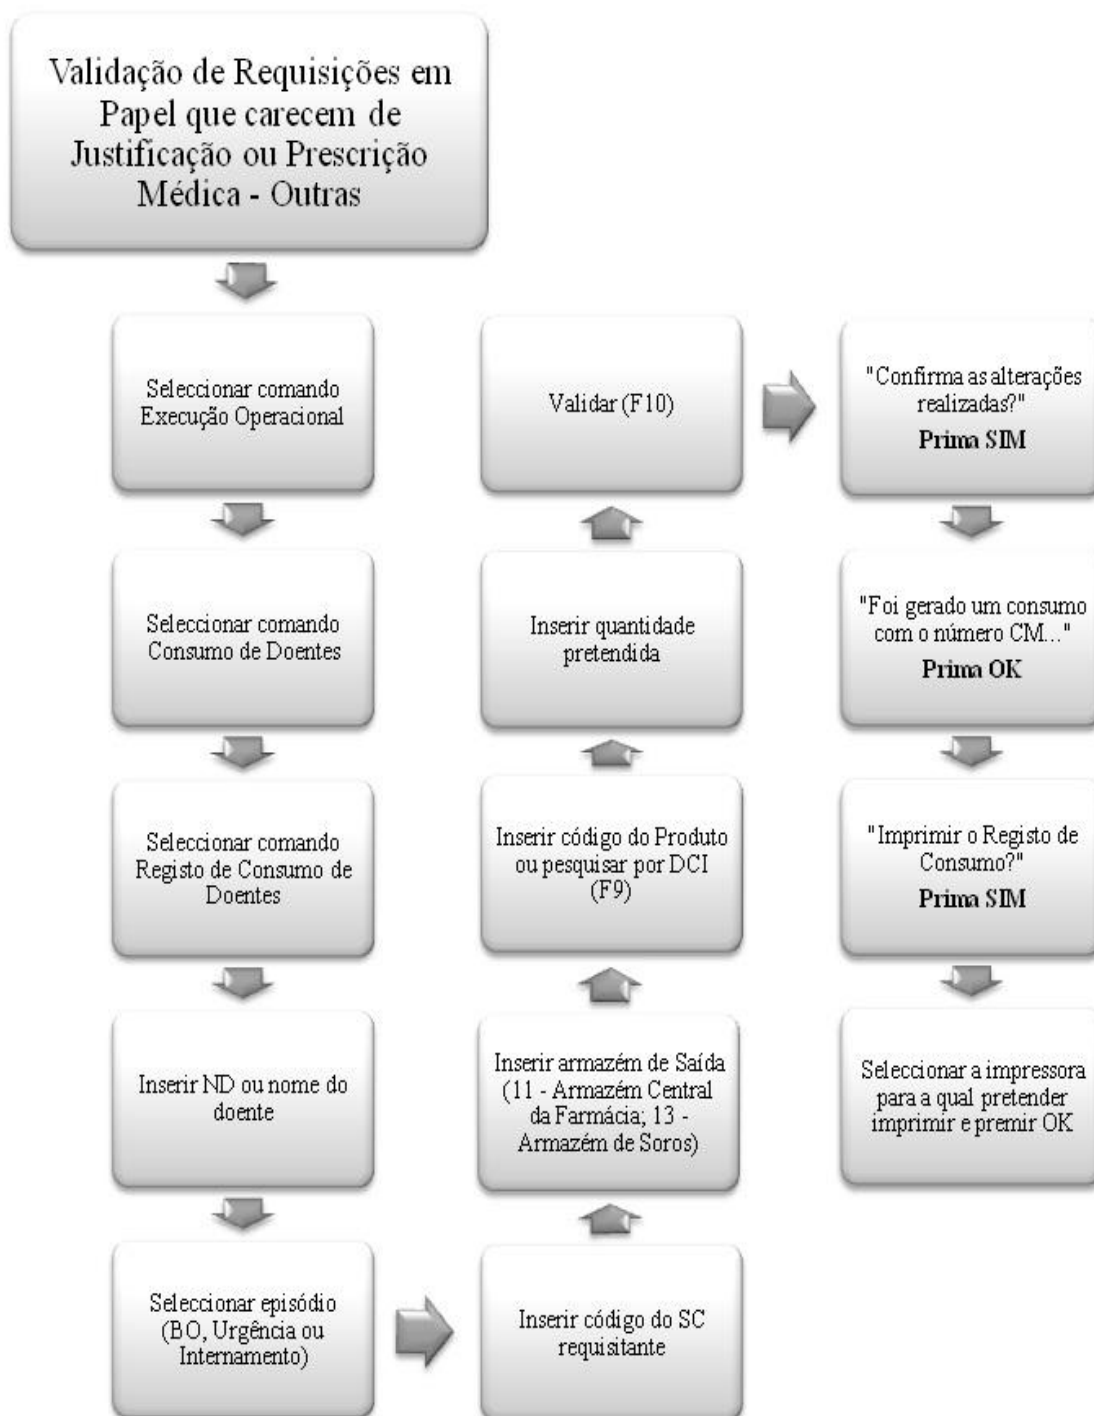 Validação de Requisições em
Papel que carecem de
Justificação ou Prescrição
Médica - Outras
Seleccionar comando
Execução Operacional
Seleccionar comando
Consumo de Doentes
Seleccionar comando
Registo de Consumo de
Doentes
Inserir ND ou nome do
doente
Seleccionar episódio
(BO, Urgência ou
Internamento)
Inserir código do SC
requisitante
Inserir armazém de Saída
(11 - Armazém Central
da Farmácia; 13 -
Armazém de Soros)
Inserir código do Produto
ou pesquisar por DCI
(F9)
Inserir quantidade
pretendida
Validar (F10)
"Confirma as alterações
realizadas?"
Prima SIM
"Foi gerado um consumo
com o número CM..."
Prima OK
"Imprimir o Registo de
Consumo?"
Prima SIM
Seleccionar a impressora
para a qual pretender
imprimir e premir OK